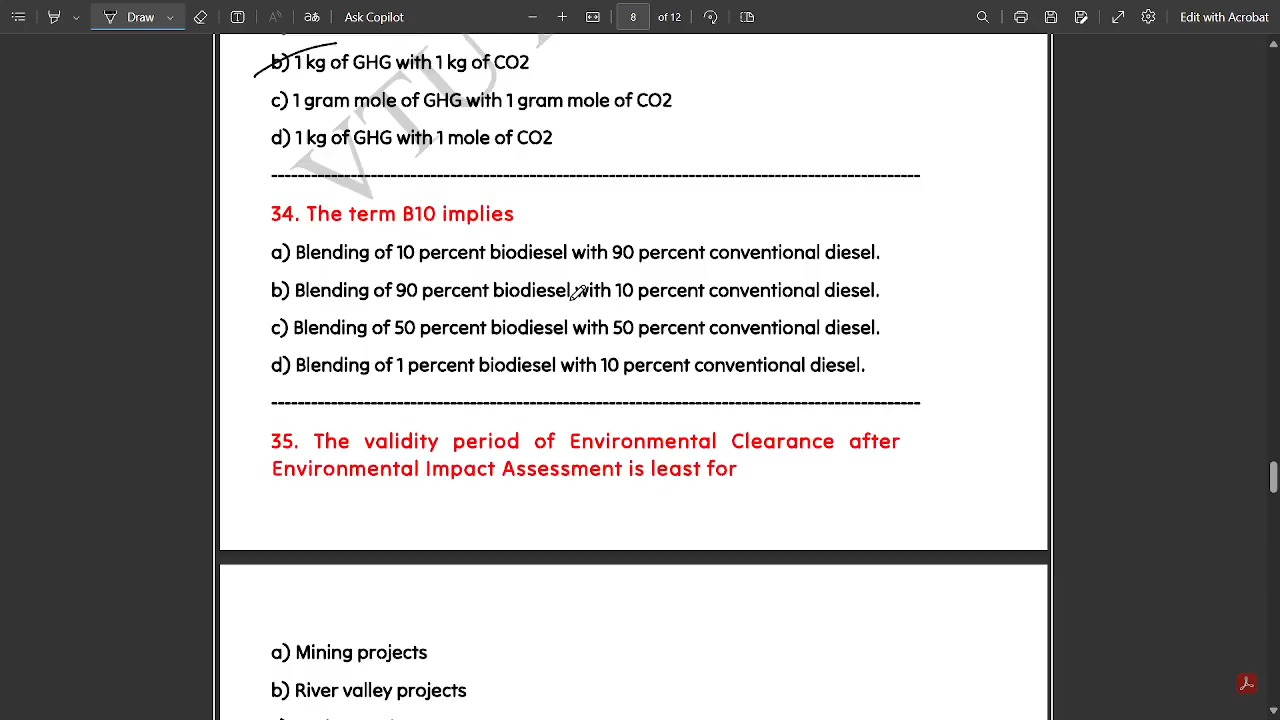 Draw
Ask Copilot
8 of 12
Edit with Acrobat
b) 1 kg of GHG with 1 kg of CO2
c) 1 gram mole of GHG with 1 gram mole of CO2
d) 1 kg of GHG with 1 mole of CO2
VTU
--------------------------------------------------------------------------------------------------
34. The term B10 implies
a) Blending of 10 percent biodiesel with 90 percent conventional diesel.
b) Blending of 90 percent biodiesel with 10 percent conventional diesel.
c) Blending of 50 percent biodiesel with 50 percent conventional diesel.
d) Blending of 1 percent biodiesel with 10 percent conventional diesel.
--------------------------------------------------------------------------------------------------
35. The validity period of Environmental Clearance after
Environmental Impact Assessment is least for
a) Mining projects
b) River valley projects